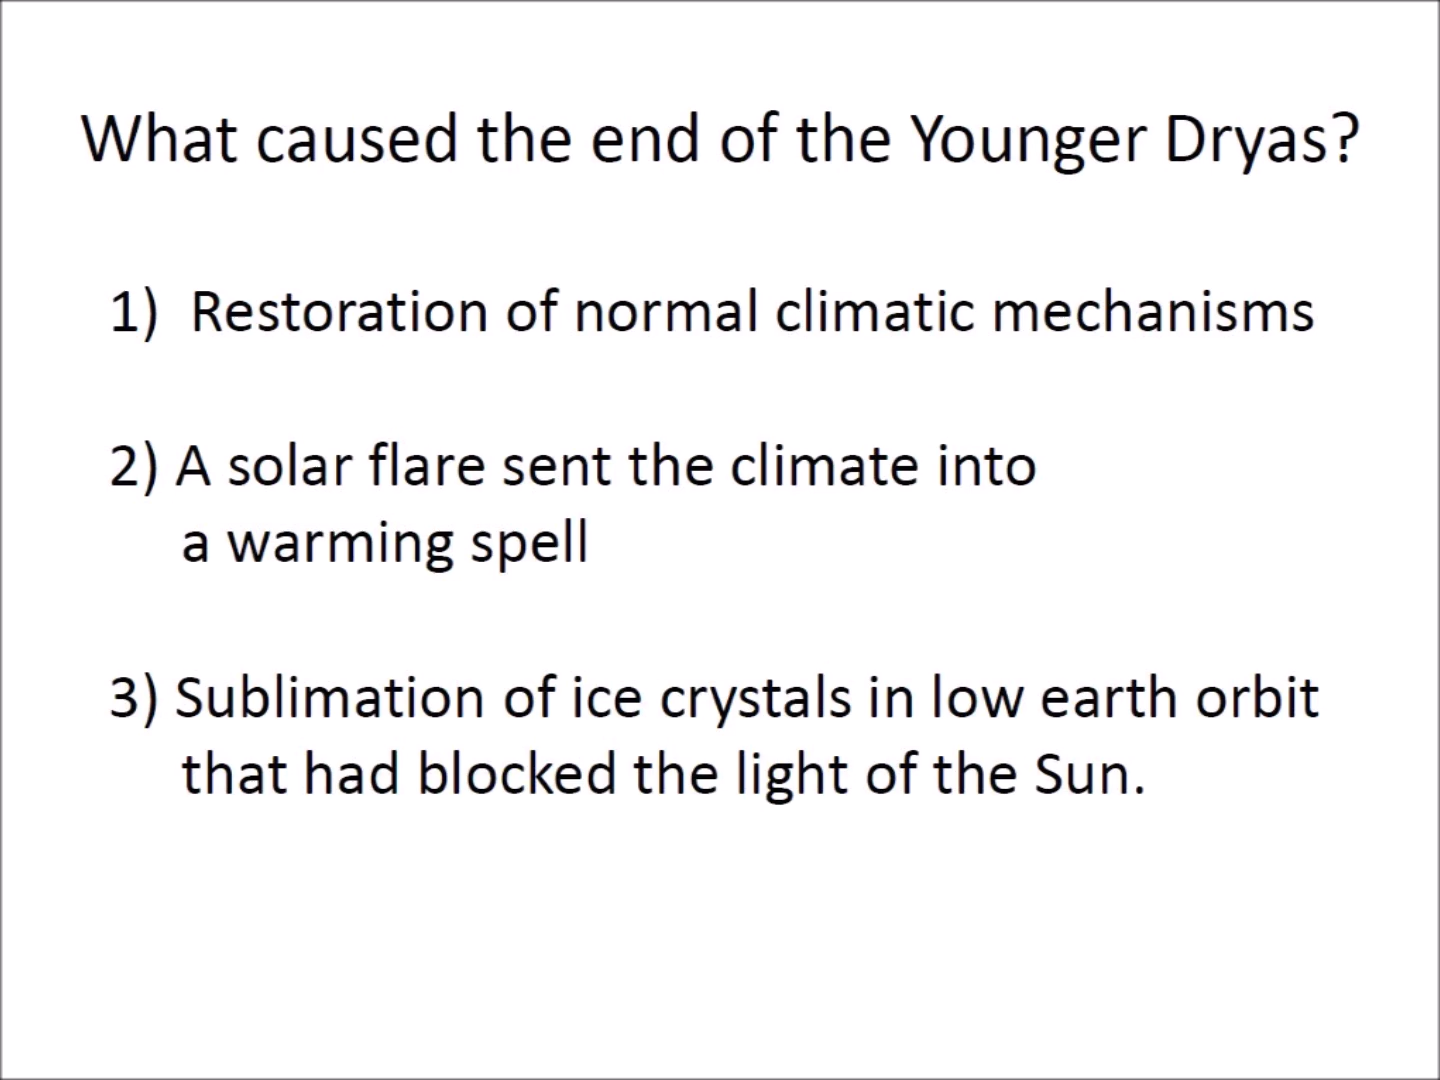 What caused the end of the Younger Dryas?
1) Restoration of normal climatic mechanisms
2) A solar flare sent the climate into
a warming spell
3) Sublimation of ice crystals in low earth orbit
that had blocked the light of the Sun.